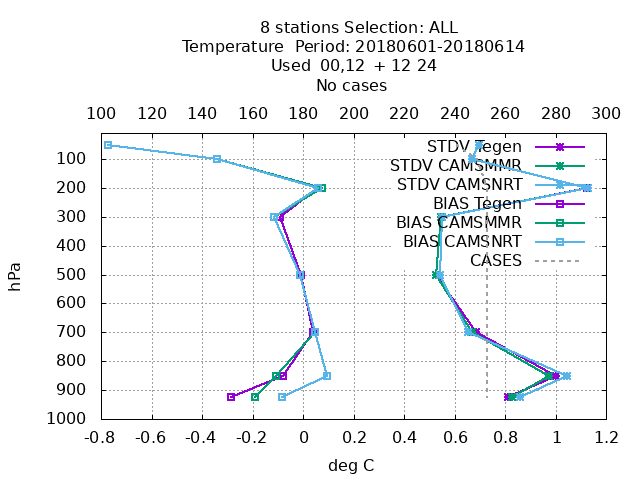 8 stations Selection: ALL
Temperature  Period: 20180601-20180614
Used  00,12  + 12 24
No cases
100 120 140 160 180 200 220 240 260 280 300
STDV Tegen
100
STDV CAMSMMR
STDV CAMSNRT
200
BIAS Tegen
300
BIAS CAMSMMR
400
BIAS CAMSNRT
CASES
500
600
700
800
900
1000
hPa
-0.8 -0.6 -0.4 -0.2 0 0.2 0.4 0.6 0.8 1 1.2
deg C